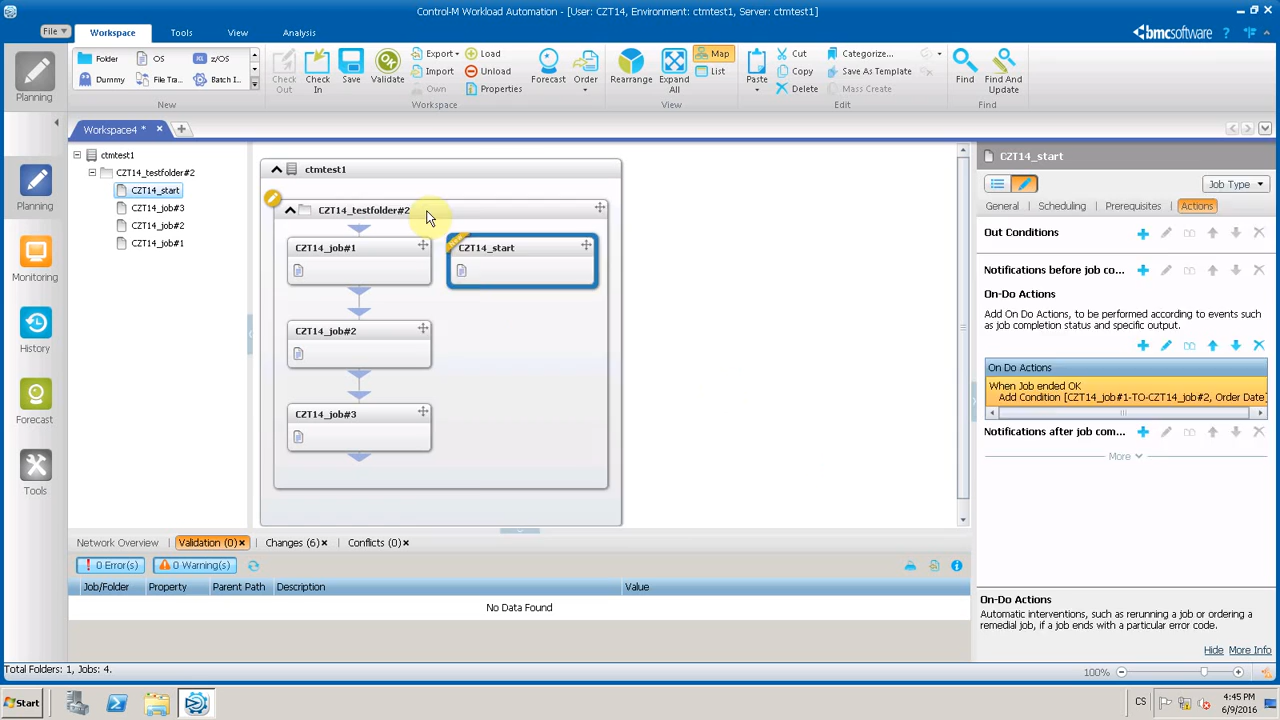 Control-M Workload Automation - [User: CZT14, Environment: ctmtest1, Server: ctmtest1]
File
Workspace
Tools
View
Analysis
bmcsoftware
Planning
Folder
OS
z/OS
Dummy
File Tra...
Batch I...
New
Check Out
Check In
Save
Validate
Export
Import
Own
Load
Unload
Properties
Workspace
Forecast
Order
Rearrange
Expand All
Map
List
View
Paste
Cut
Copy
Delete
Categorize...
Save As Template
Mass Create
Edit
Find
Find And Update
Find
Workspace4 *
Planning
Monitoring
History
Forecast
Tools
ctmtest1
CZT14_testfolder#2
CZT14_start
CZT14_job#3
CZT14_job#2
CZT14_job#1
ctmtest1
CZT14_testfolder#2
CZT14_job#1
CZT14_start
CZT14_job#2
CZT14_job#3
CZT14_start
Job Type
General
Scheduling
Prerequisites
Actions
Out Conditions
Notifications before job co...
On-Do Actions
Add On Do Actions, to be performed according to events such
as job completion status and specific output.
On Do Actions
When Job ended OK
Add Condition [CZT14_job#1-TO-CZT14_job#2, Order Date]
Notifications after job com...
More
On-Do Actions
Automatic interventions, such as rerunning a job or ordering a
remedial job, if a job ends with a particular error code.
Hide More Info
Network Overview
Validation (0)
Changes (6)
Conflicts (0)
0 Error(s)
0 Warning(s)
Job/Folder
Property
Parent Path
Description
Value
No Data Found
Total Folders: 1, Jobs: 4.
100%
Start
CS
4:45 PM
6/9/2016